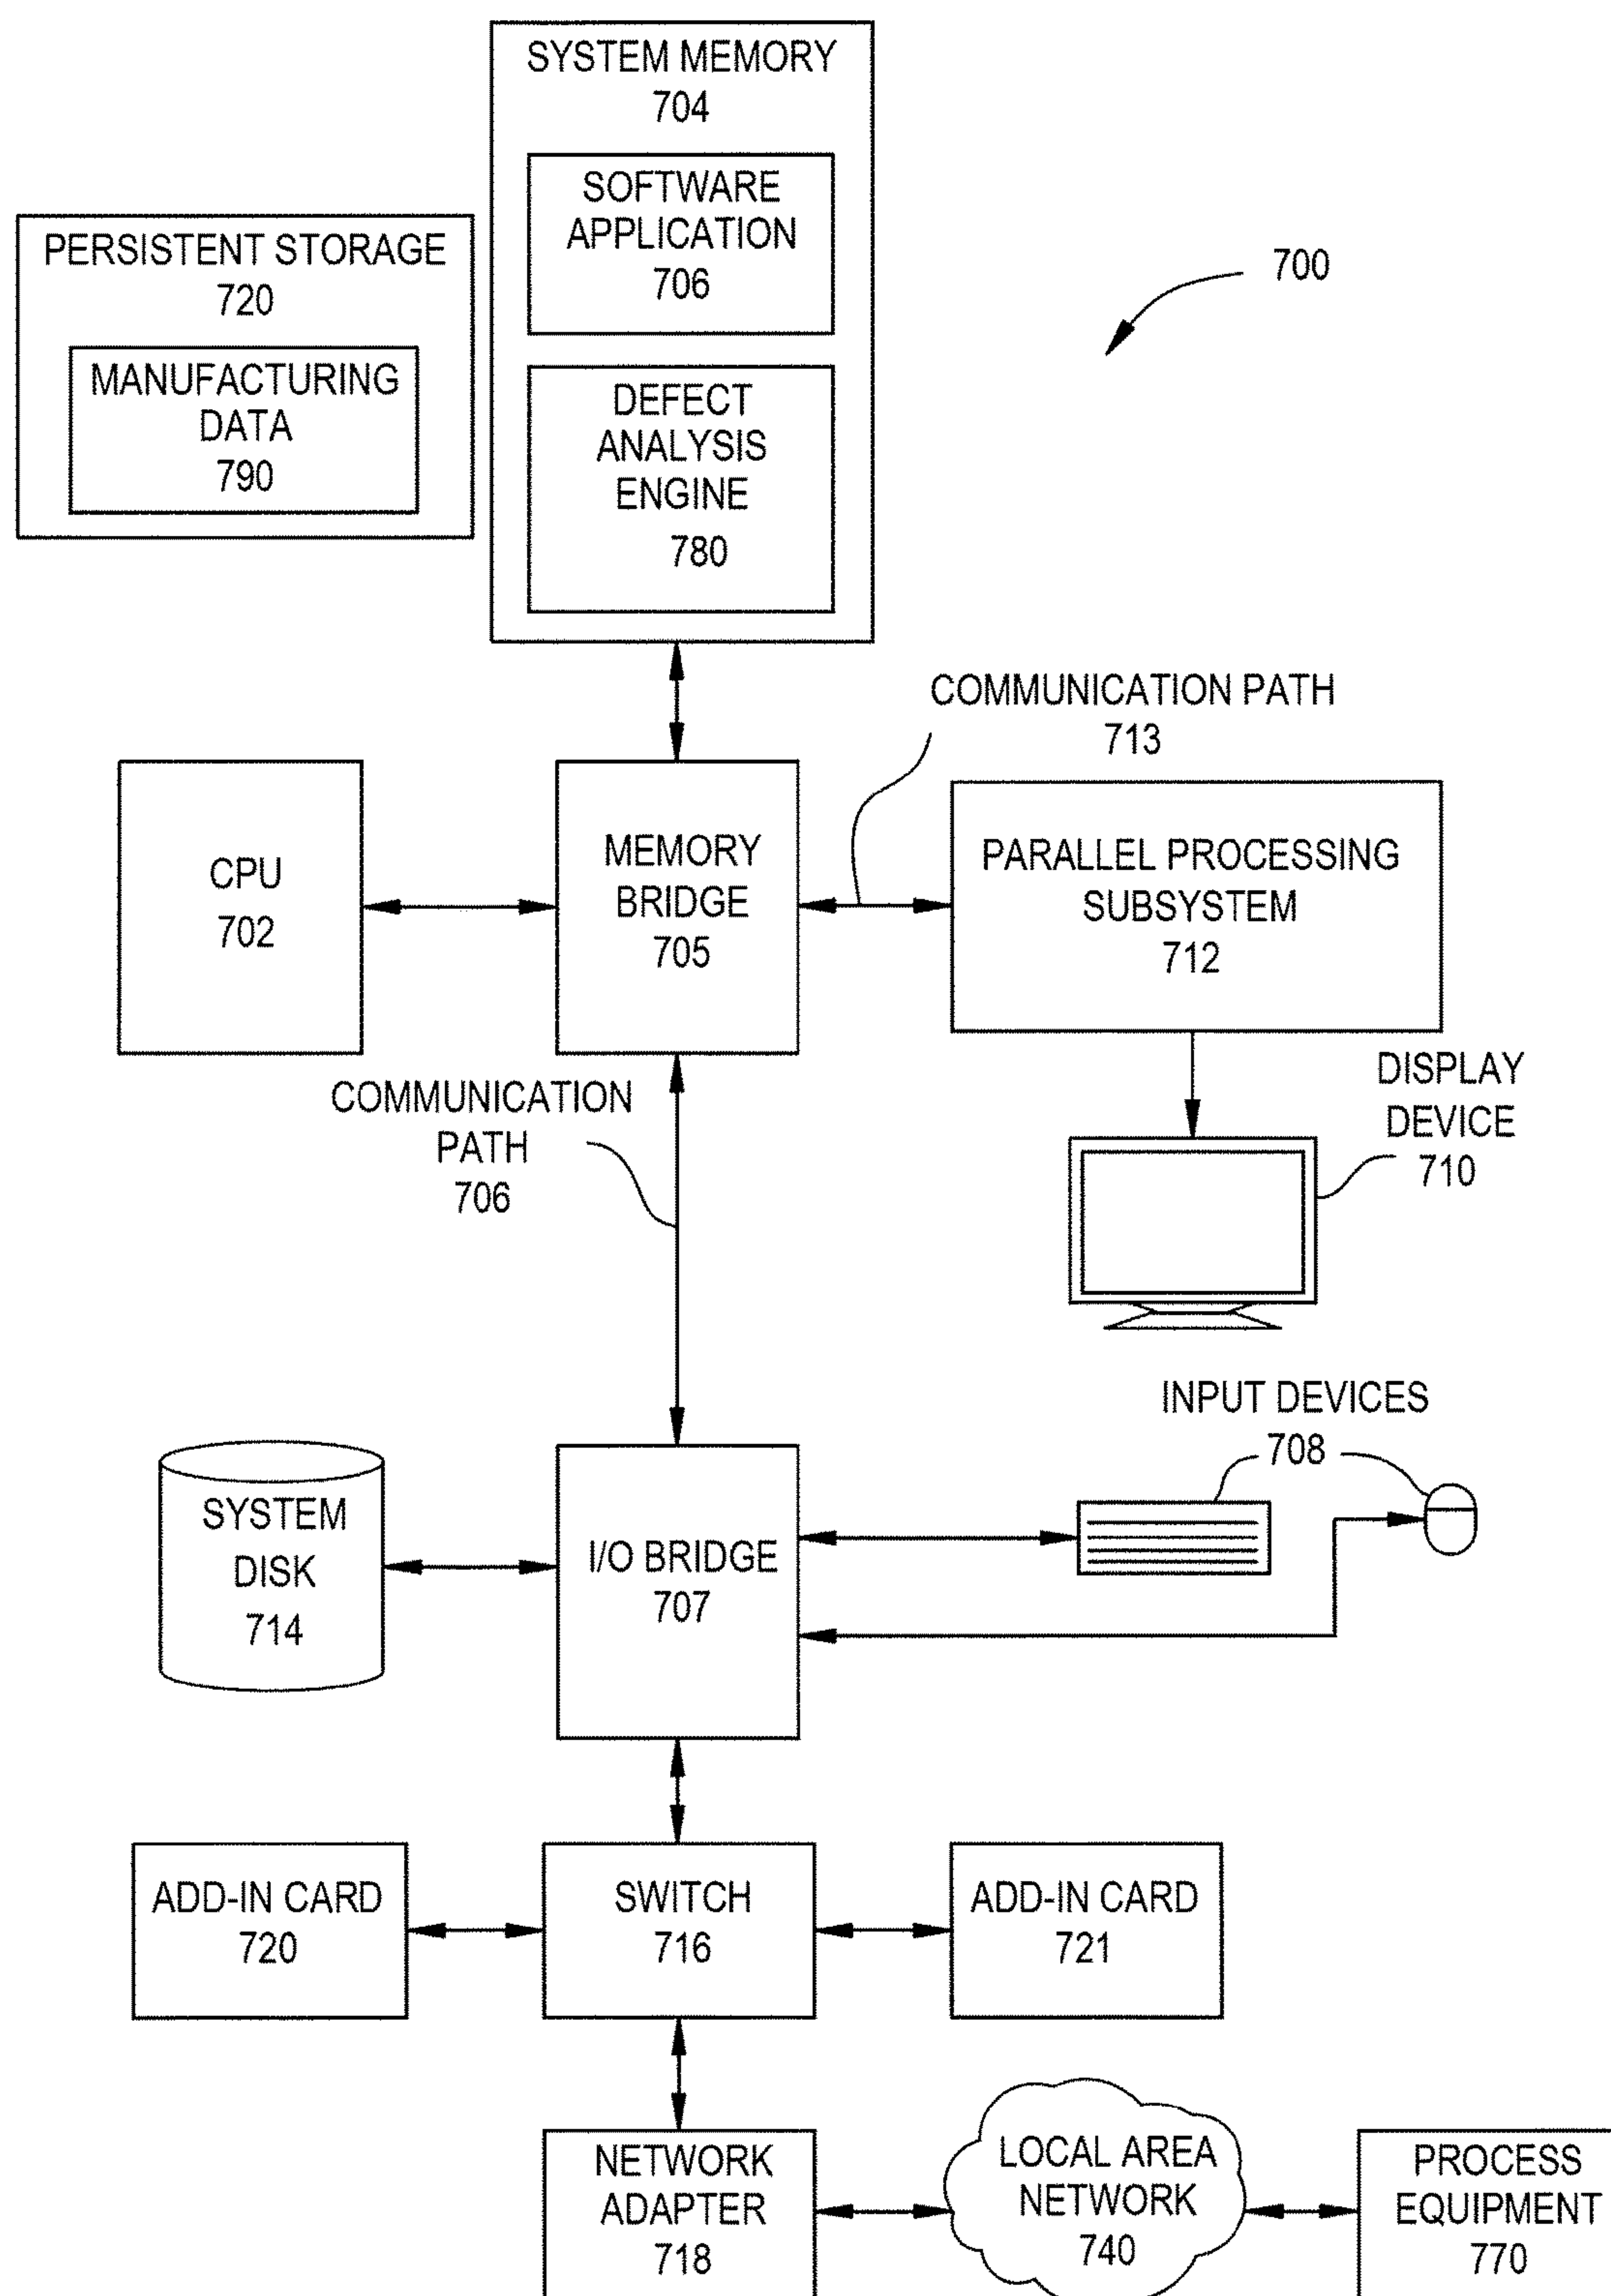 SYSTEM MEMORY
704
SOFTWARE
APPLICATION
706
PERSISTENT STORAGE
720
MANUFACTURING
DATA
790
700
DEFECT
ANALYSIS
ENGINE
780
COMMUNICATION PATH
713
CPU
702
MEMORY
BRIDGE
705
PARALLEL PROCESSING
SUBSYSTEM
712
COMMUNICATION
PATH
706
DISPLAY
DEVICE
710
INPUT DEVICES
708
SYSTEM
DISK
714
I/O BRIDGE
707
ADD-IN CARD
720
SWITCH
716
ADD-IN CARD
721
NETWORK
ADAPTER
718
LOCAL AREA
NETWORK
740
PROCESS
EQUIPMENT
770